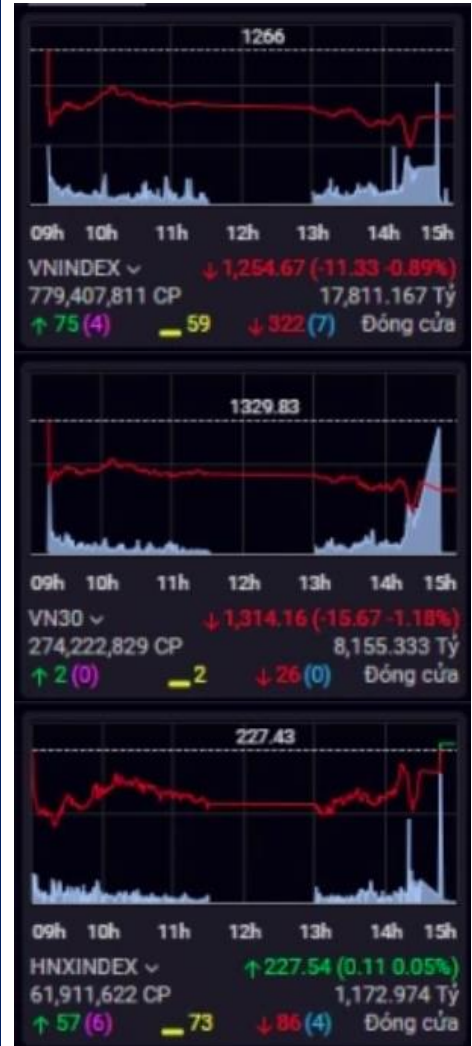 1266
09h 10h 11h 12h 13h 14h 15h
VNINDEX ↓ 1,254.67 (-11.33 -0.89%)
779,407,811 CP 17,811.167 Tỷ
↑ 75 (4) 59 ↓ 322 (7) Đóng cửa
1329.83
09h 10h 11h 12h 13h 14h 15h
VN30 ↓ 1,314.16 (-15.67 -1.18%)
274,222,829 CP 8,155.333 Tỷ
↑ 2 (0) 2 ↓ 26 (0) Đóng cửa
227.43
09h 10h 11h 12h 13h 14h 15h
HNXINDEX ↑ 227.54 (0.11 0.05%)
61,911,622 CP 1,172.974 Tỷ
↑ 57 (6) 73 ↓ 86 (4) Đóng cửa